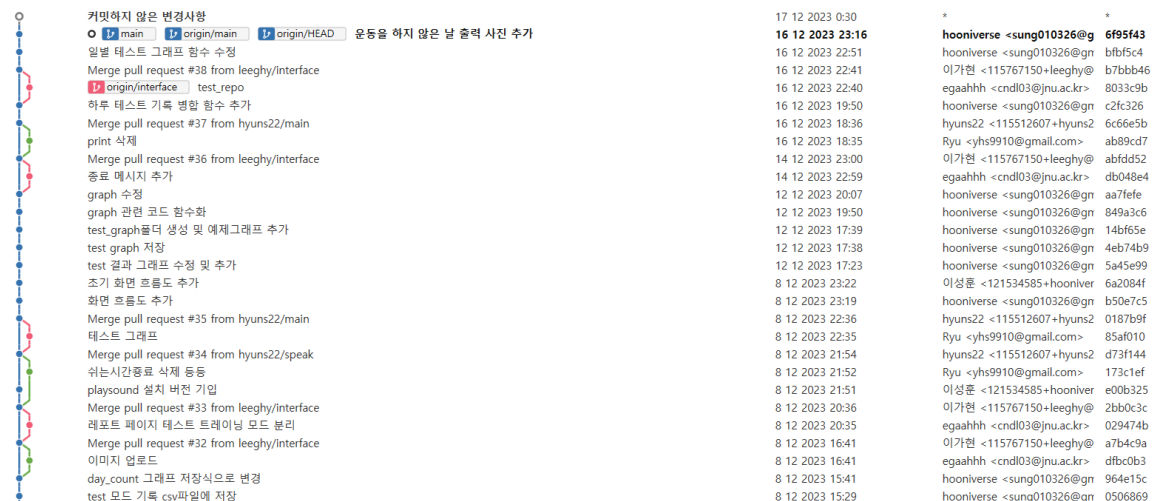 커밋하지 않은 변경사항 17 12 2023 0:30 * *
main origin/main origin/HEAD 운동을 하지 않은 날 출력 사진 추가 16 12 2023 23:16 hooniverse <sung010326@g 6f95f43
일별 테스트 그래프 함수 수정 16 12 2023 22:51 hooniverse <sung010326@gm bfbf5c4
Merge pull request #38 from leeghy/interface 16 12 2023 22:41 이가현 <115767150+leeghy@ b7bbb46
origin/interface test_repo 16 12 2023 22:40 egaahhh <cndl03@jnu.ac.kr> 8033c9b
하루 테스트 기록 병합 함수 추가 16 12 2023 19:50 hooniverse <sung010326@gm c2fc326
Merge pull request #37 from hyuns22/main 16 12 2023 18:36 hyuns22 <115512607+hyuns2 6c66e5b
print 삭제 16 12 2023 18:35 Ryu <yhs9910@gmail.com> ab89cd7
Merge pull request #36 from leeghy/interface 14 12 2023 23:00 이가현 <115767150+leeghy@ abfdd52
종료 메시지 추가 14 12 2023 22:59 egaahhh <cndl03@jnu.ac.kr> db048e4
graph 수정 12 12 2023 20:07 hooniverse <sung010326@gm aa7fefe
graph 관련 코드 함수화 12 12 2023 19:50 hooniverse <sung010326@gm 849a3c6
test_graph폴더 생성 및 예제그래프 추가 12 12 2023 17:39 hooniverse <sung010326@gm 14bf65e
test graph 저장 12 12 2023 17:38 hooniverse <sung010326@gm 4eb74b9
test 결과 그래프 수정 및 추가 12 12 2023 17:23 hooniverse <sung010326@gm 5a45e99
초기 화면 흐름도 추가 8 12 2023 23:22 이성훈 <121534585+hooniver 6a2084f
화면 흐름도 추가 8 12 2023 23:19 hooniverse <sung010326@gm b50e7c5
Merge pull request #35 from hyuns22/main 8 12 2023 22:36 hyuns22 <115512607+hyuns2 0187b9f
테스트 그래프 8 12 2023 22:35 Ryu <yhs9910@gmail.com> 85af010
Merge pull request #34 from hyuns22/speak 8 12 2023 21:54 hyuns22 <115512607+hyuns2 d73f144
쉬는시간종료 삭제 등등 8 12 2023 21:52 Ryu <yhs9910@gmail.com> 173c1ef
playsound 설치 버전 기입 8 12 2023 21:51 이성훈 <121534585+hooniver e00b325
Merge pull request #33 from leeghy/interface 8 12 2023 20:36 이가현 <115767150+leeghy@ 2bb0c3c
레포트 페이지 테스트 트레이닝 모드 분리 8 12 2023 20:35 egaahhh <cndl03@jnu.ac.kr> 029474b
Merge pull request #32 from leeghy/interface 8 12 2023 16:41 이가현 <115767150+leeghy@ a7b4c9a
이미지 업로드 8 12 2023 16:41 egaahhh <cndl03@jnu.ac.kr> dfbc0b3
day_count 그래프 저장식으로 변경 8 12 2023 15:41 hooniverse <sung010326@gm 964e15c
test 모드 기록 csv파일에 저장 8 12 2023 15:29 hooniverse <sung010326@gm 0506869